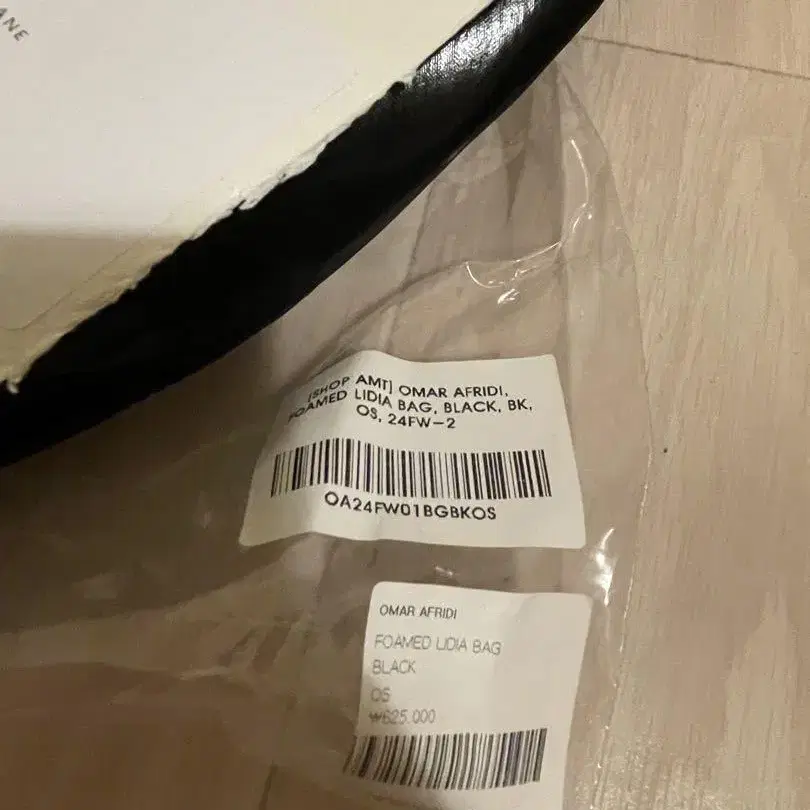 ANE
[SHOP AMT] OMAR AFRIDI,
FOAMED LIDIA BAG, BLACK, BK,
OS, 24FW-2
OA24FW01BGBKOS
OMAR AFRIDI
FOAMED LIDIA BAG
BLACK
OS
₩625,000